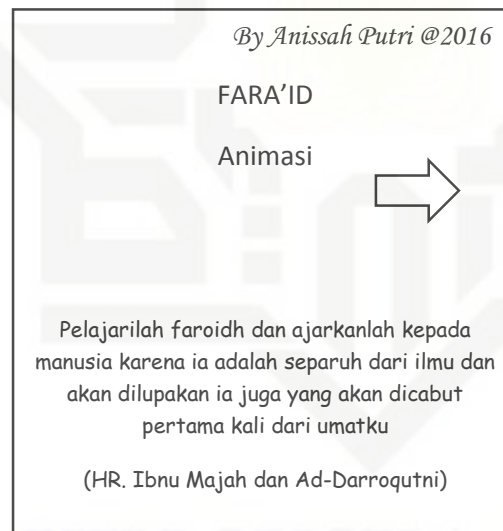 By Anissah Putri @2016
FARA’ID
Animasi
Pelajarilah faroidh dan ajarkanlah kepada
manusia karena ia adalah separuh dari ilmu dan
akan dilupakan ia juga yang akan dicabut
pertama kali dari umatku
(HR. Ibnu Majah dan Ad-Darroqutni)